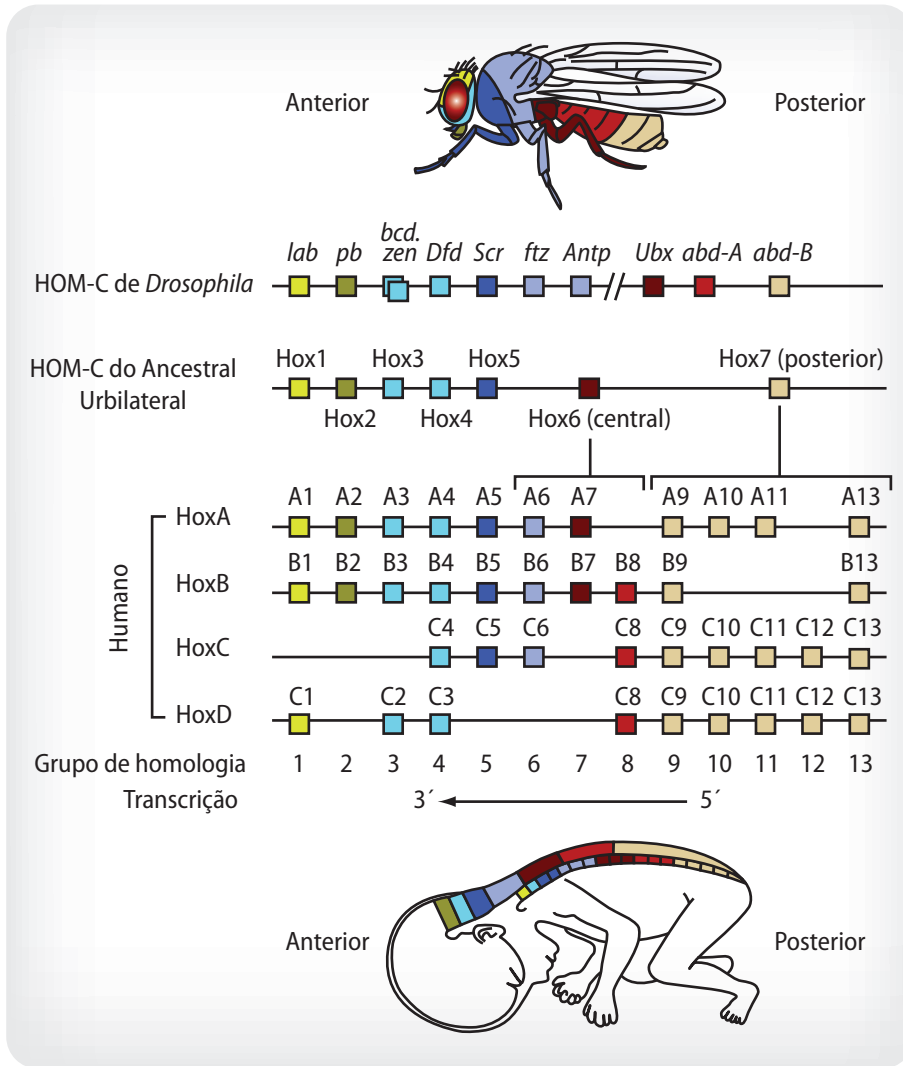 Anterior
Posterior
lab pb bcd. zen Dfd Scr ftz Antp Ubx abd-A abd-B
HOM-C de Drosophila
Hox1 Hox3 Hox5 Hox7 (posterior)
HOM-C do Ancestral
Urbilateral
Hox2 Hox4 Hox6 (central)
A1 A2 A3 A4 A5 A6 A7 A9 A10 A11 A13
HoxA
B1 B2 B3 B4 B5 B6 B7 B8 B9 B13
HoxB
Humano
C4 C5 C6 C8 C9 C10 C11 C12 C13
HoxC
C1 C2 C3 C8 C9 C10 C11 C12 C13
HoxD
Grupo de homologia 1 2 3 4 5 6 7 8 9 10 11 12 13
Transcrição 3´ 5´
Anterior
Posterior